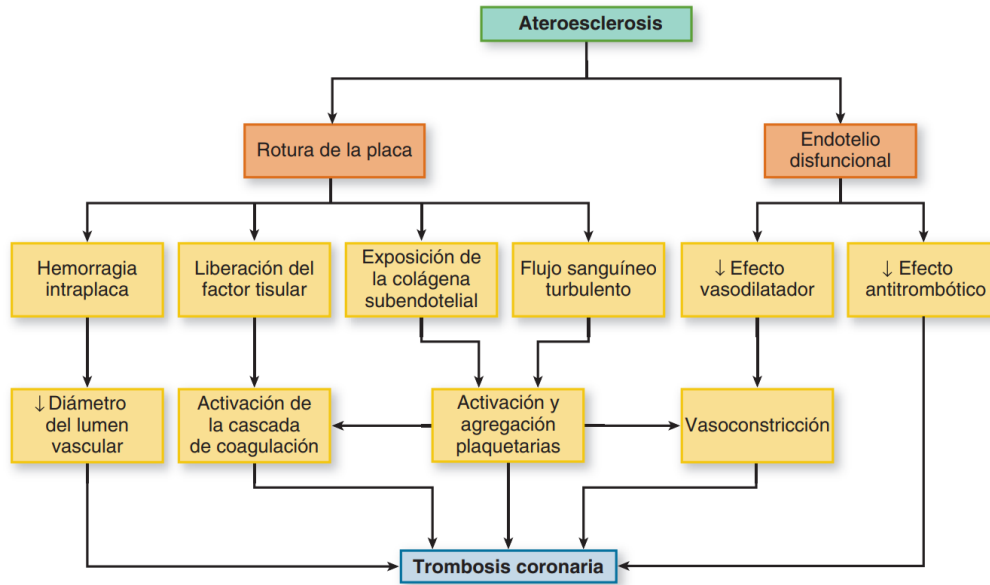 Ateroesclerosis
Rotura de la placa
Endotelio
disfuncional
Hemorragia
intraplaca
Liberación del
factor tisular
Exposición de
la colágena
subendotelial
Flujo sanguíneo
turbulento
↓ Efecto
vasodilatador
↓ Efecto
antitrombótico
↓ Diámetro
del lumen
vascular
Activación de
la cascada
de coagulación
Activación y
agregación
plaquetarias
Vasoconstricción
Trombosis coronaria